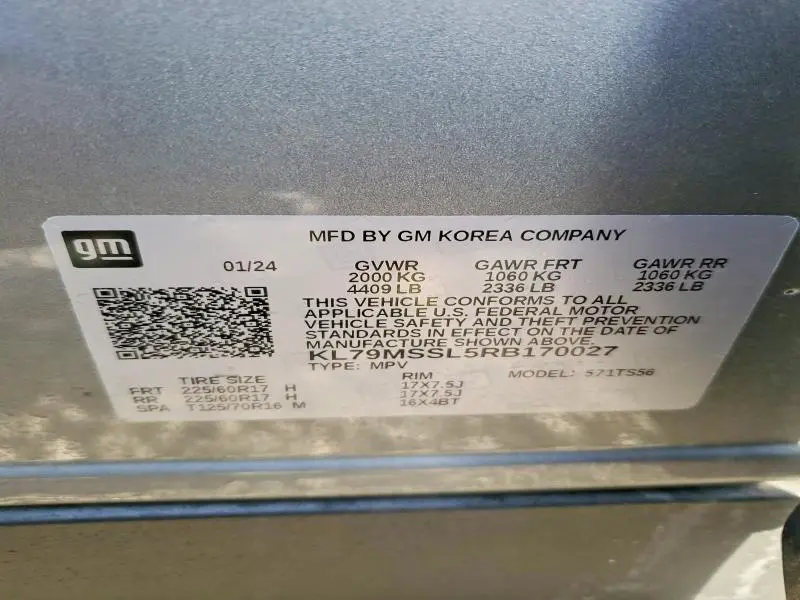 gm
MFD BY GM KOREA COMPANY
01/24 GVWR GAWR FRT GAWR RR
2000 KG 1060 KG 1060 KG
4409 LB 2336 LB 2336 LB
THIS VEHICLE CONFORMS TO ALL
APPLICABLE U.S. FEDERAL MOTOR
VEHICLE SAFETY AND THEFT PREVENTION
STANDARDS IN EFFECT ON THE DATE OF
MANUFACTURE SHOWN ABOVE.
KL79MSSL5RB170027
TYPE: MPV MODEL: 571TS56
TIRE SIZE RIM
FRT 225/60R17 H 17X7.5J
RR 225/60R17 H 17X7.5J
SPA T125/70R16 M 16X4BT